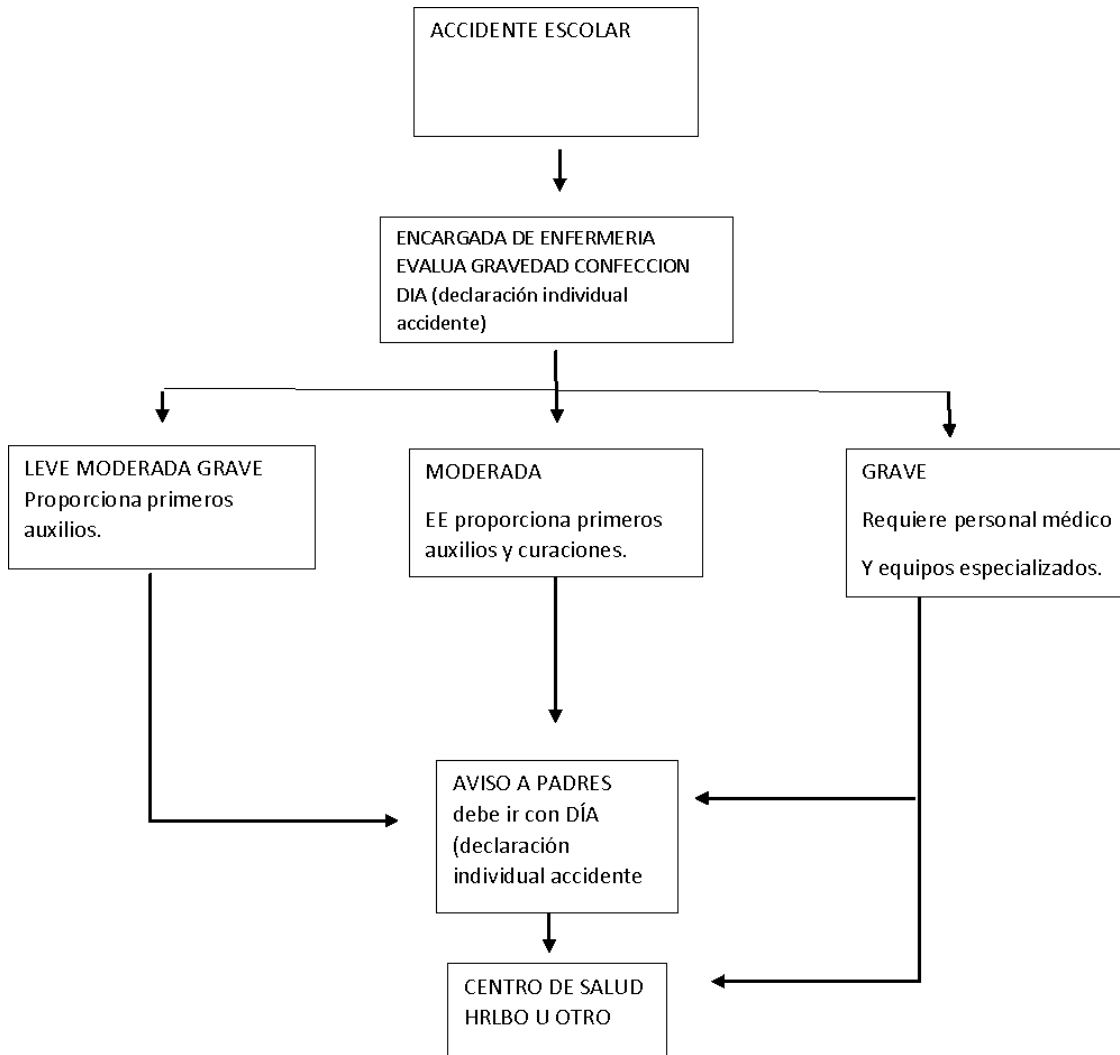 ACCIDENTE ESCOLAR
ENCARGADA DE ENFERMERIA
EVALUA GRAVEDAD CONFECCION
DIA (declaración individual
accidente)
LEVE MODERADA GRAVE
Proporciona primeros
auxilios.
MODERADA
EE proporciona primeros
auxilios y curaciones.
GRAVE
Requiere personal médico
Y equipos especializados.
AVISO A PADRES
debe ir con DÍA
(declaración
individual accidente
CENTRO DE SALUD
HRLBO U OTRO